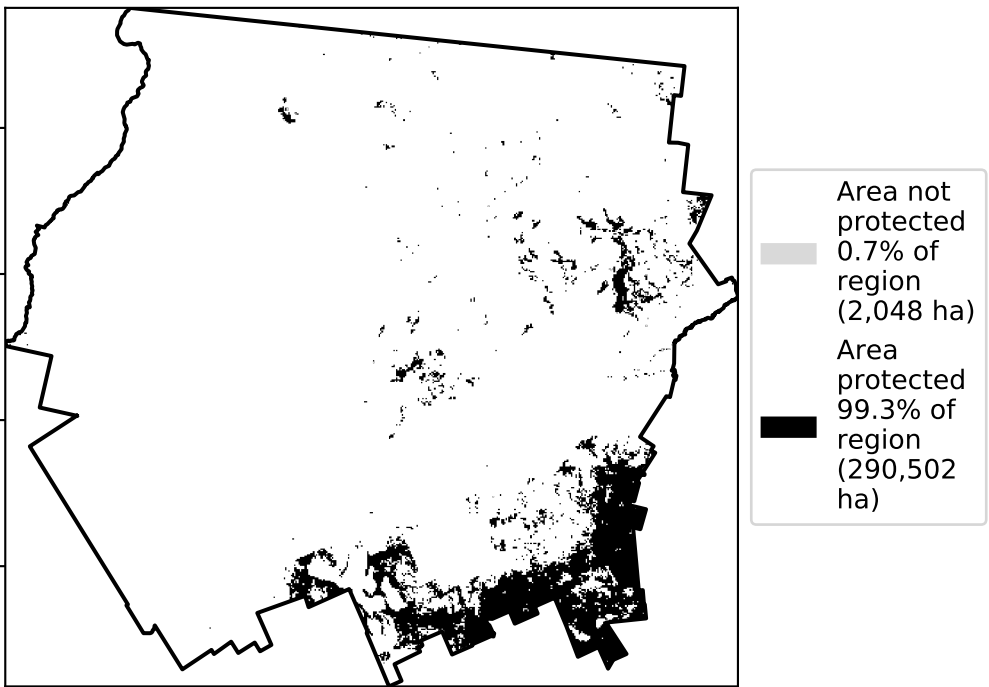 Area not
protected
0.7% of
region
(2,048 ha)
Area
protected
99.3% of
region
(290,502
ha)